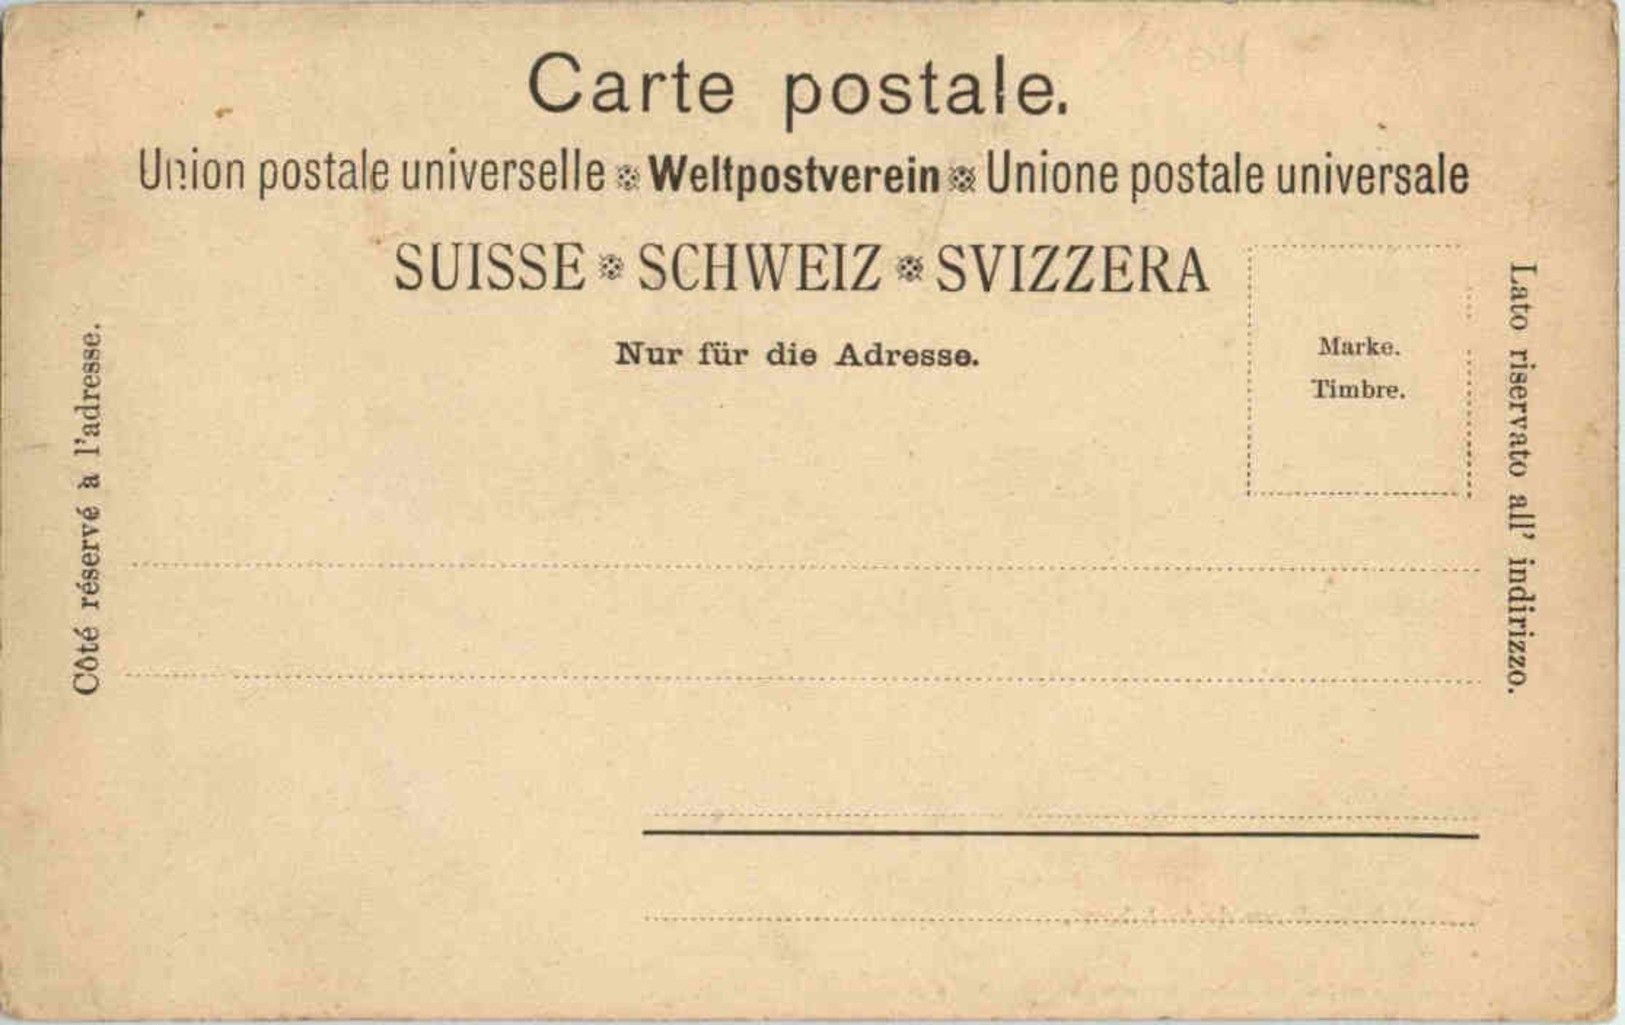 Carte postale.
Union postale universelle ❉ Weltpostverein ❉ Unione postale universale
SUISSE ❉ SCHWEIZ ❉ SVIZZERA
Nur für die Adresse.
Marke.
Timbre.
Côté réservé à l'adresse.
Lato riservato all' indirizzo.